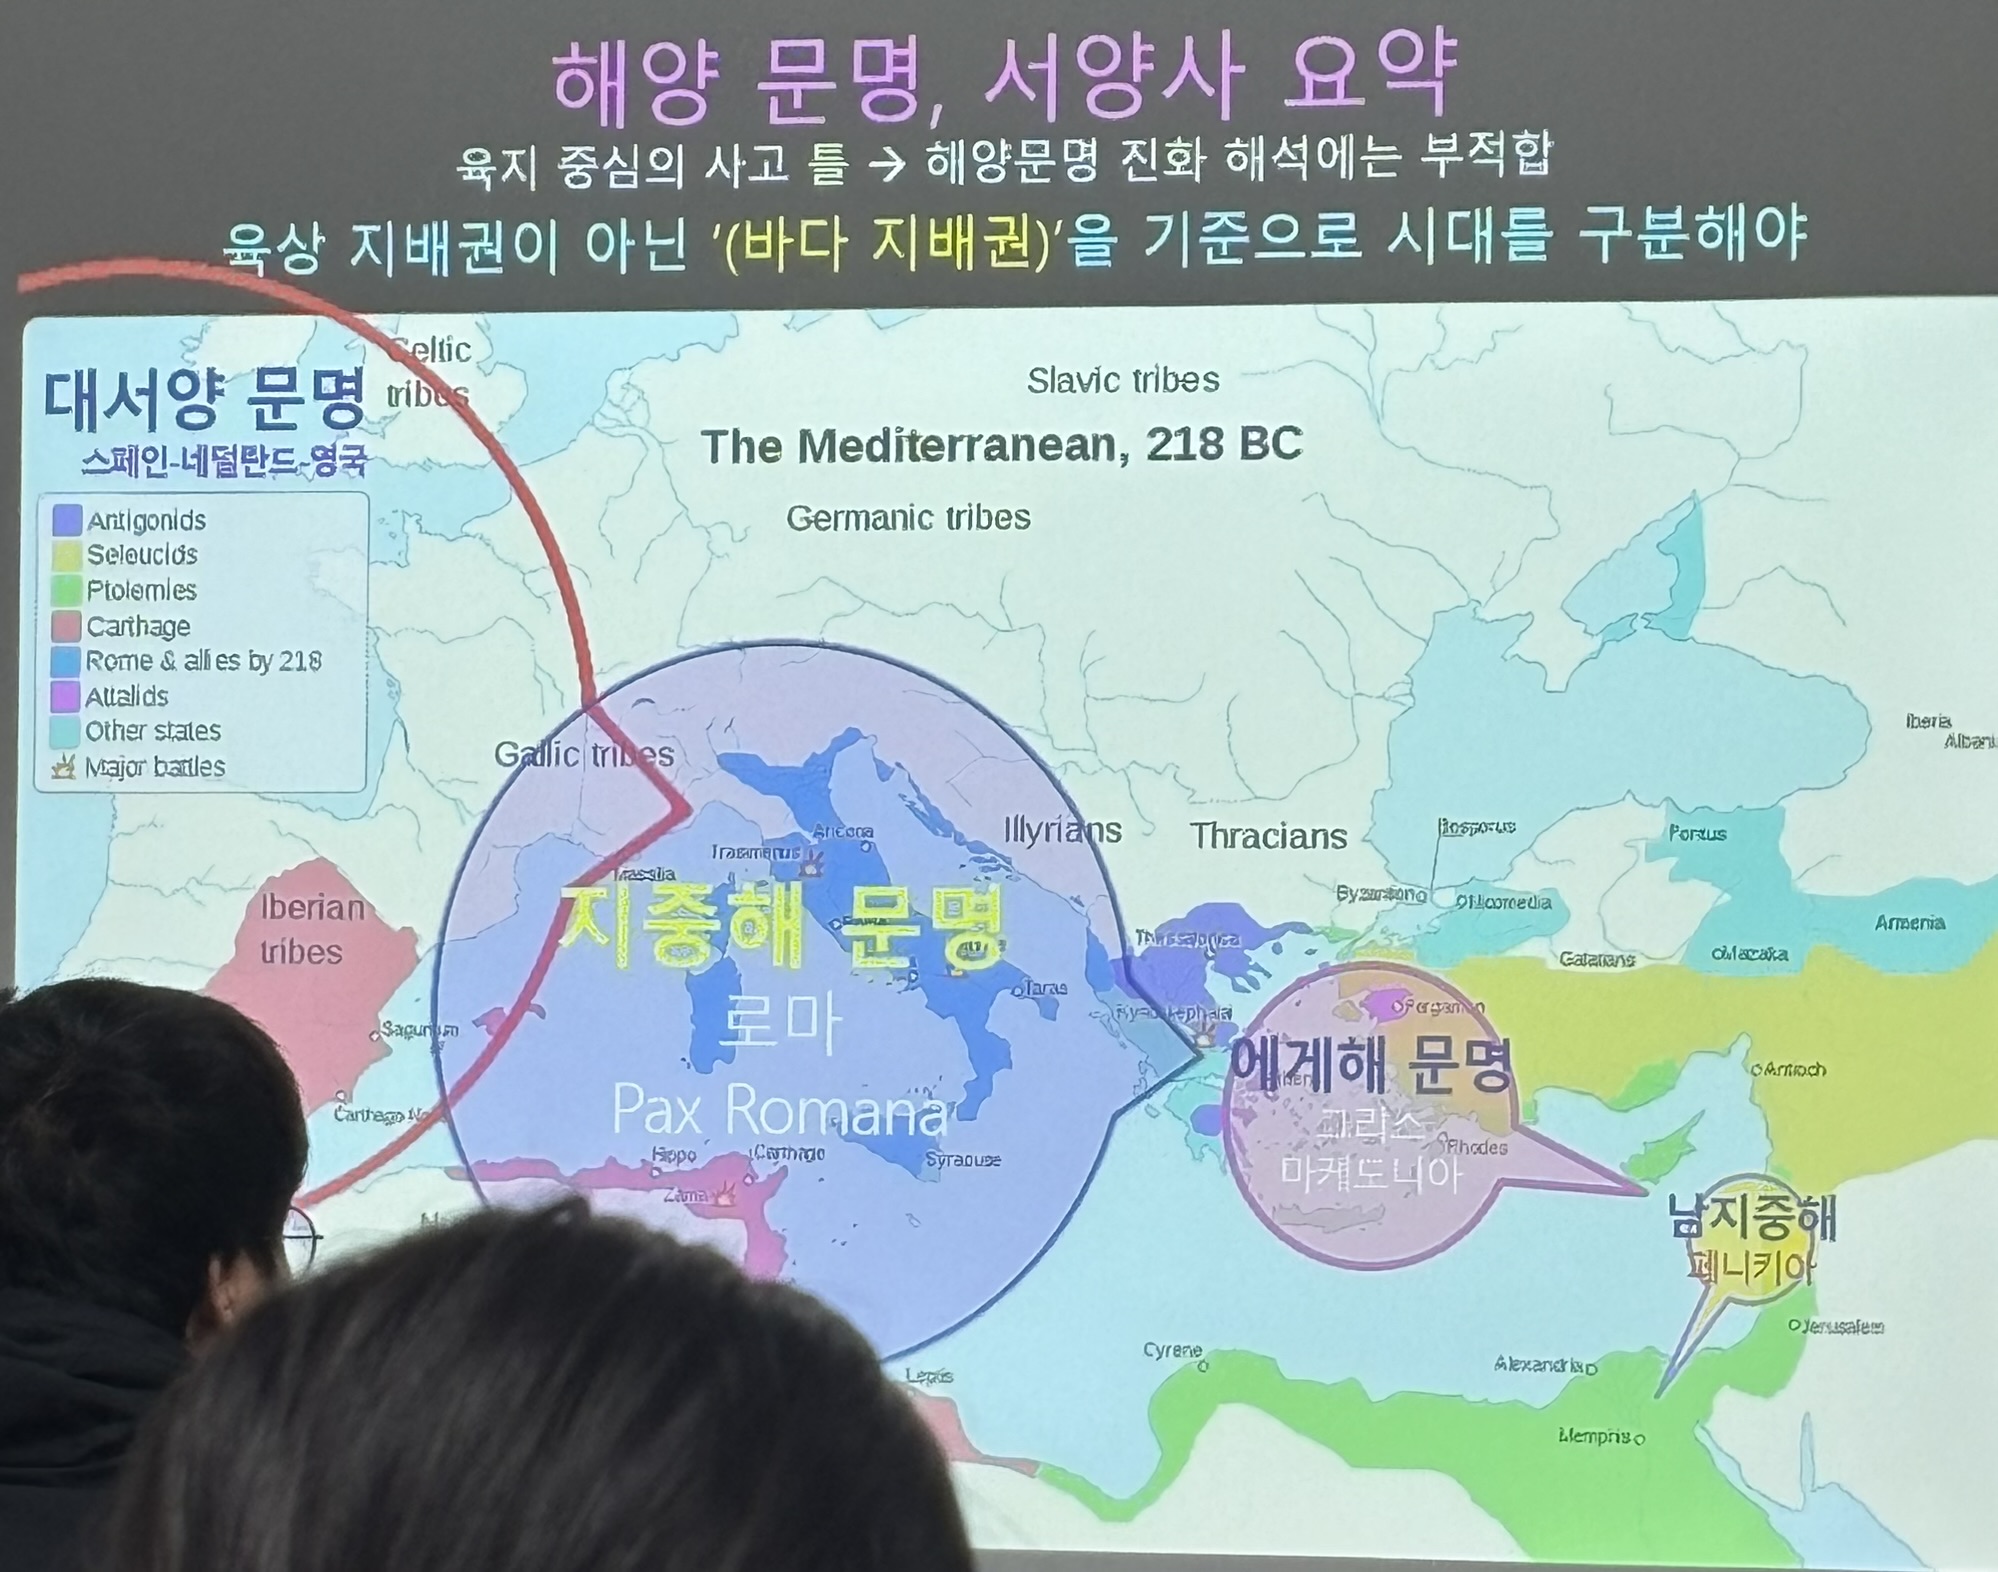 해양 문명, 서양사 요약
육지 중심의 사고 틀 → 해양문명 진화 해석에는 부적합
육상 지배권이 아닌 '(바다 지배권)'을 기준으로 시대를 구분해야
Celtic
tribes
대서양 문명
스페인-네덜란드-영국
Slavic tribes
The Mediterranean, 218 BC
Germanic tribes
Antigonids
Seleucids
Ptolemies
Carthage
Rome & allies by 218
Attalids
Other states
Major battles
Iberia
Gallic tribes
Illyrians
Thracians
Bosporus
Pontus
Ancona
Trasimenus
Massilia
Byzantion
Nicomedia
Armenia
Iberian
tribes
지중해 문명
Galatians
Mazaka
Taras
Pergamon
로마
Saguntum
에게해 문명
Antioch
Pax Romana
그리스
마케도니아
Rhodes
Hippo
Carthago
Syracuse
Zama
남지중해
페니키아
Jerusalem
Cyrene
Alexandria
Leptis
Memphis